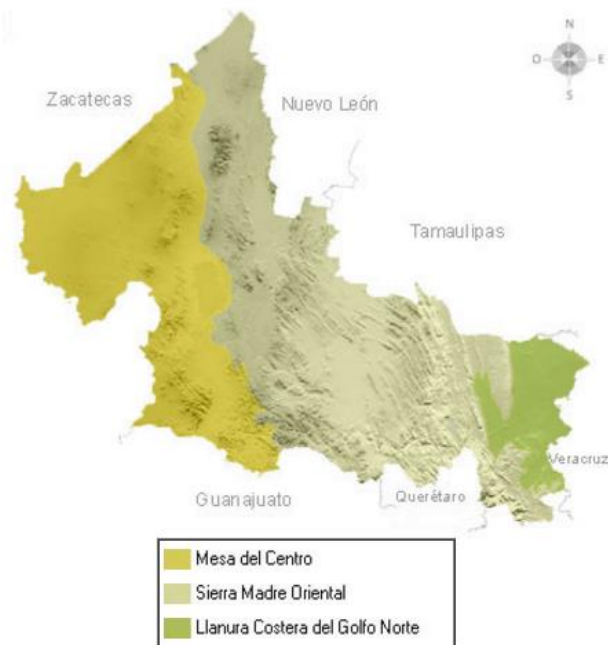 N
O E
S
Zacatecas
Nuevo León
Tamaulipas
Veracruz
Querétaro
Guanajuato
Mesa del Centro
Sierra Madre Oriental
Llanura Costera del Golfo Norte